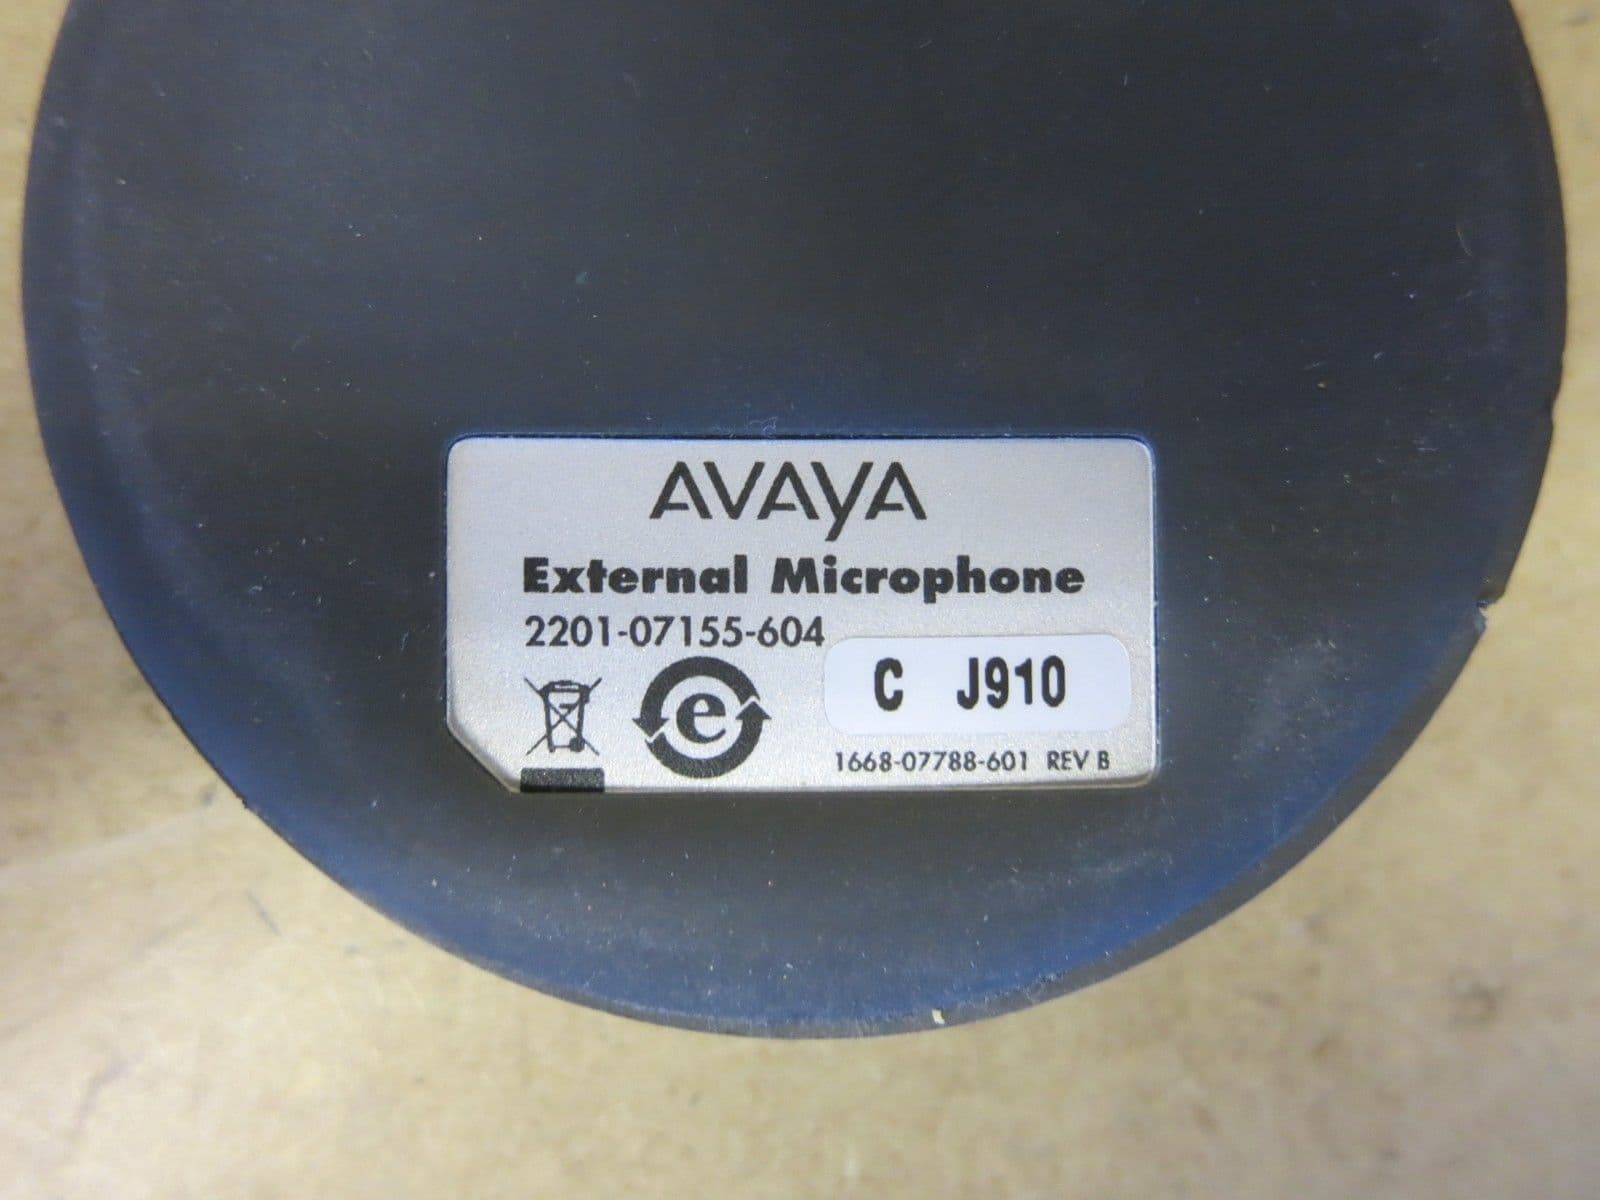 AVAYA
External Microphone
2201-07155-604
C J910
e
1668-07788-601 REV B